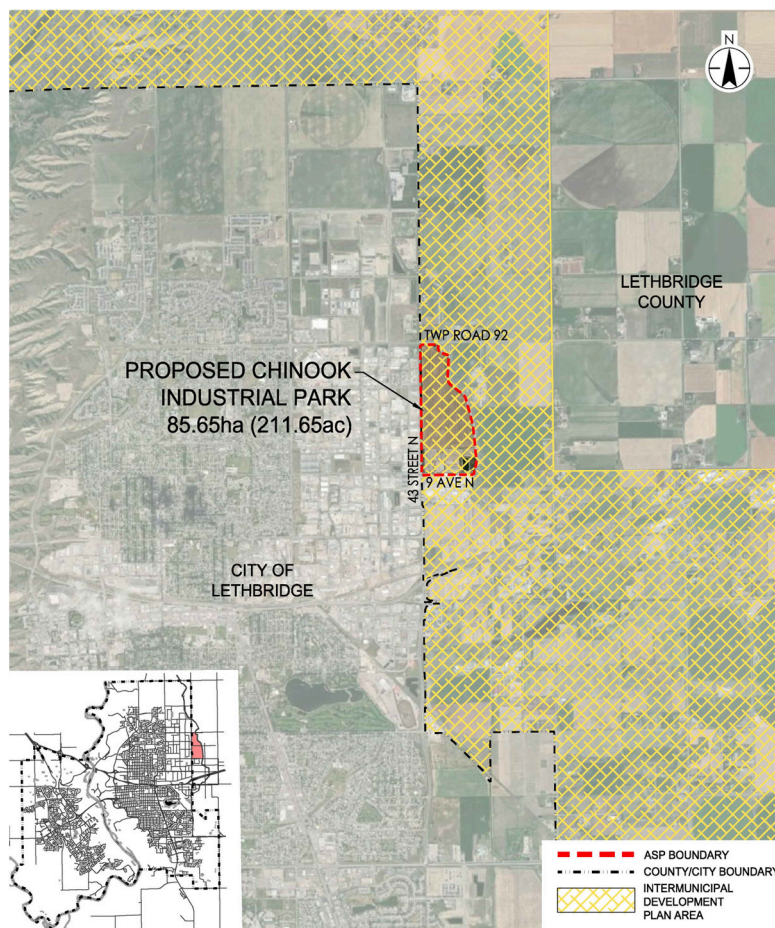 N
LETHBRIDGE
COUNTY
TWP ROAD 92
PROPOSED CHINOOK
INDUSTRIAL PARK
85.65ha (211.65ac)
43 STREET N
9 AVE N
CITY OF
LETHBRIDGE
ASP BOUNDARY
COUNTY/CITY BOUNDARY
INTERMUNICIPAL
DEVELOPMENT
PLAN AREA